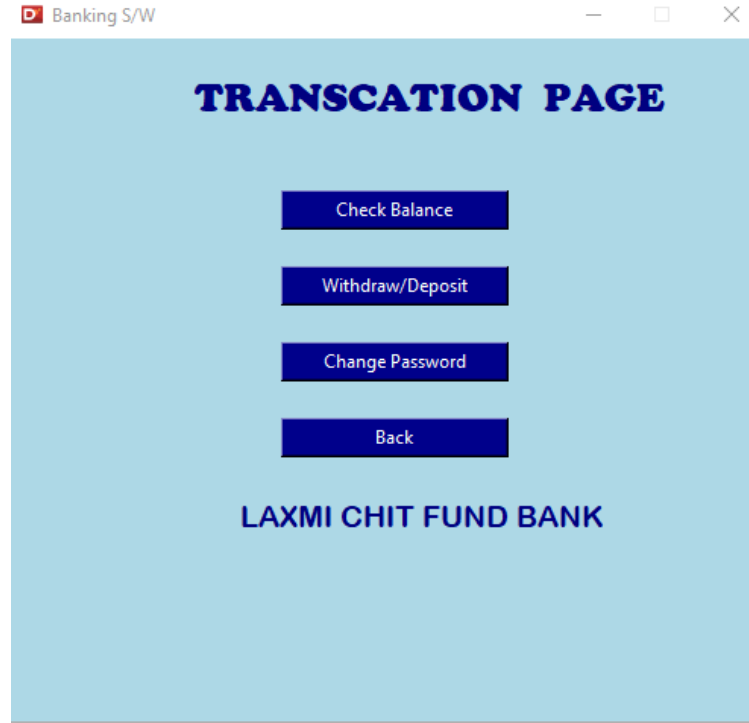 Banking S/W
TRANSCATION PAGE
Check Balance
Withdraw/Deposit
Change Password
Back
LAXMI CHIT FUND BANK